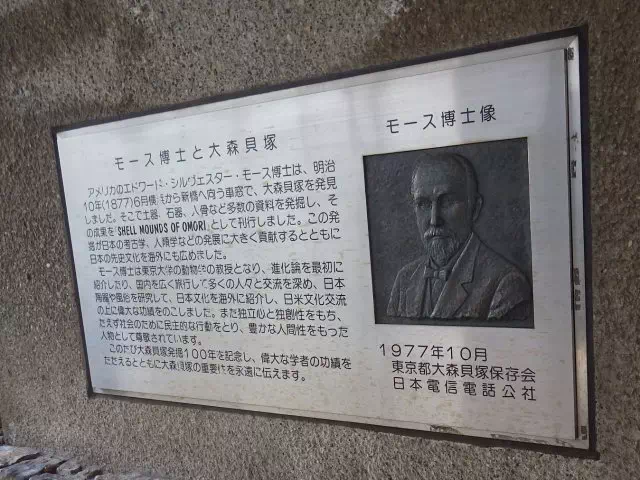 モース博士と大森貝塚
アメリカのエドワード・シルヴェスター・モース博士は、明治
10年(1877)6月横浜から新橋へ向う車窓で、大森貝塚を発見
しました。そこで土器、石器、人骨など多数の資料を発掘し、そ
の成果を「SHELL MOUNDS OF OMORI」として刊行しました。この発
掘が日本の考古学、人類学などの発展に大きく貢献するとともに
日本の先史文化を海外にも広めました。
モース博士は東京大学の動物学の教授となり、進化論を最初に
紹介したり、国内を広く旅行して多くの人々と交流を深め、日本
陶器や風俗を研究して、日本文化を海外に紹介し、日米文化交流
の上に偉大な功績をのこしました。また独立心と独創性をもち、
たえず社会のために民主的な行動をとり、豊かな人間性をもった
人物として尊敬されています。
このたび大森貝塚発掘100年を記念し、偉大な学者の功績を
たたえるとともに大森貝塚の重要性を永遠に伝えます。
モース博士像
1977年10月
東京都大森貝塚保存会
日本電信電話公社